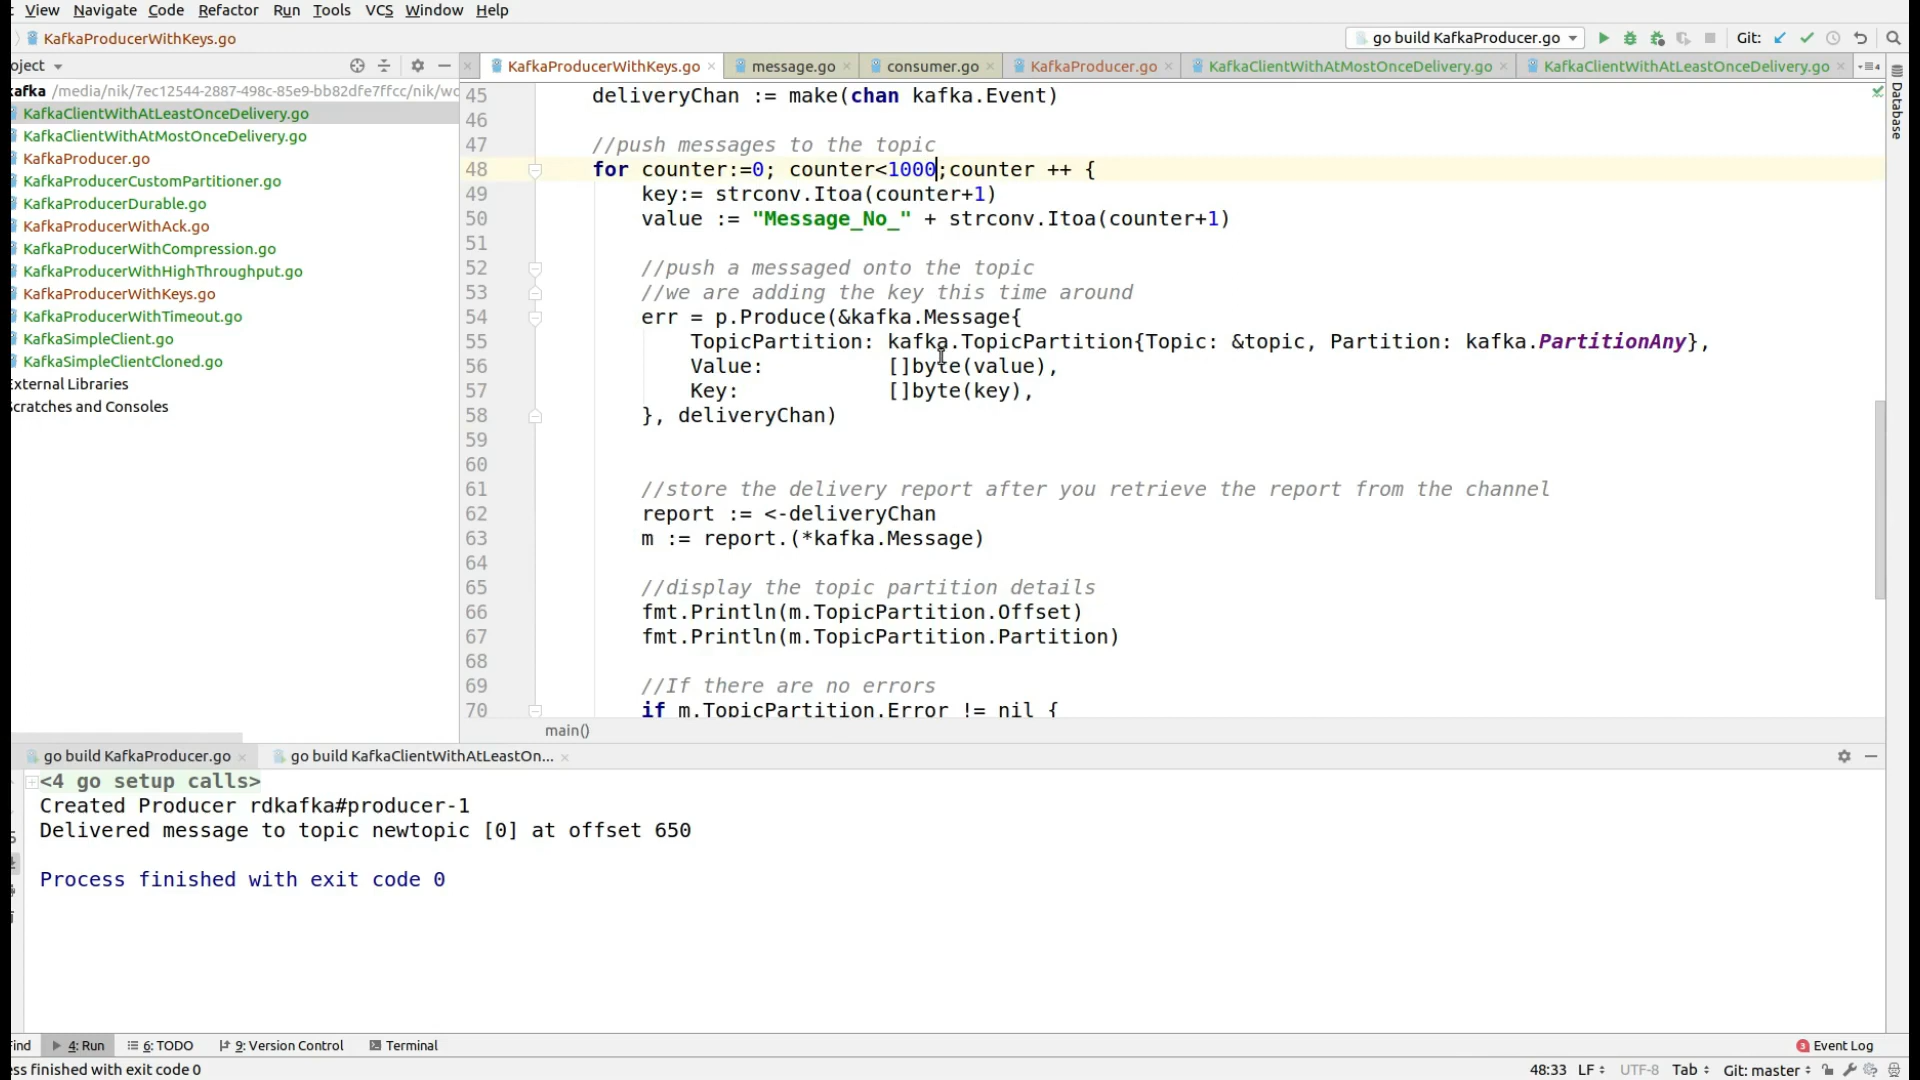 View Navigate Code Refactor Run Tools VCS Window Help
KafkaProducerWithKeys.go
go build KafkaProducer.go
Git:
oject
KafkaProducerWithKeys.go
message.go
consumer.go
KafkaProducer.go
KafkaClientWithAtMostOnceDelivery.go
KafkaClientWithAtLeastOnceDelivery.go
4
Database
kafka /media/nik/7ec12544-2887-498c-85e9-bb82dfe7ffcc/nik/wo
KafkaClientWithAtLeastOnceDelivery.go
KafkaClientWithAtMostOnceDelivery.go
KafkaProducer.go
KafkaProducerCustomPartitioner.go
KafkaProducerDurable.go
KafkaProducerWithAck.go
KafkaProducerWithCompression.go
KafkaProducerWithHighThroughput.go
KafkaProducerWithKeys.go
KafkaProducerWithTimeout.go
KafkaSimpleClient.go
KafkaSimpleClientCloned.go
External Libraries
Scratches and Consoles
45 deliveryChan := make(chan kafka.Event)
46
47 //push messages to the topic
48 for counter:=0; counter<1000;counter ++ {
49 key:= strconv.Itoa(counter+1)
50 value := "Message_No_" + strconv.Itoa(counter+1)
51
52 //push a messaged onto the topic
53 //we are adding the key this time around
54 err = p.Produce(&kafka.Message{
55 TopicPartition: kafka.TopicPartition{Topic: &topic, Partition: kafka.PartitionAny},
56 Value: []byte(value),
57 Key: []byte(key),
58 }, deliveryChan)
59
60
61 //store the delivery report after you retrieve the report from the channel
62 report := <-deliveryChan
63 m := report.(*kafka.Message)
64
65 //display the topic partition details
66 fmt.Println(m.TopicPartition.Offset)
67 fmt.Println(m.TopicPartition.Partition)
68
69 //If there are no errors
70 if m.TopicPartition.Error != nil {
main()
go build KafkaProducer.go
go build KafkaClientWithAtLeastOn...
<4 go setup calls>
Created Producer rdkafka#producer-1
Delivered message to topic newtopic [0] at offset 650
Process finished with exit code 0
ind
4: Run
6: TODO
9: Version Control
Terminal
3 Event Log
ess finished with exit code 0
48:33 LF UTF-8 Tab Git: master